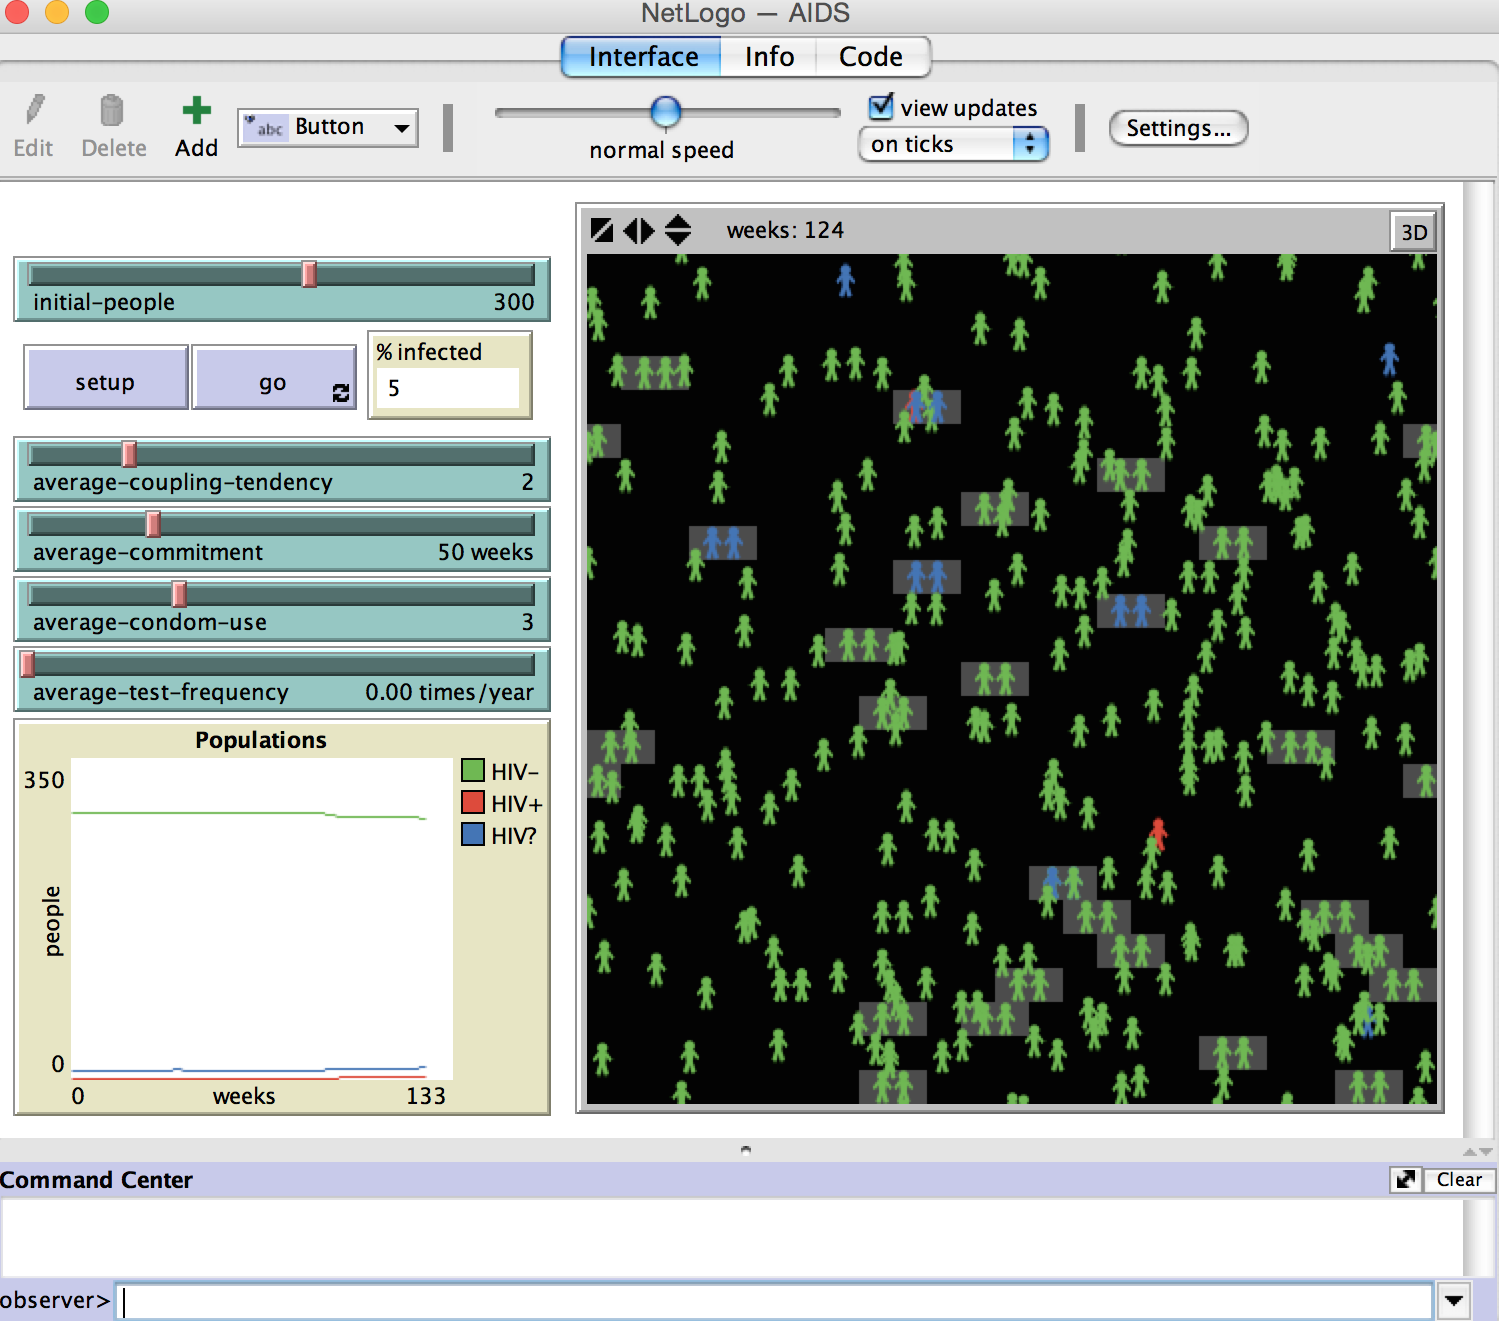 NetLogo — AIDS
Interface Info Code
Edit Delete Add abc Button
normal speed
view updates
on ticks
Settings...
weeks: 124
3D
initial-people 300
setup go
% infected
5
average-coupling-tendency 2
average-commitment 50 weeks
average-condom-use 3
average-test-frequency 0.00 times/year
Populations
350
people
0
0 weeks 133
HIV-
HIV+
HIV?
Command Center
Clear
observer>